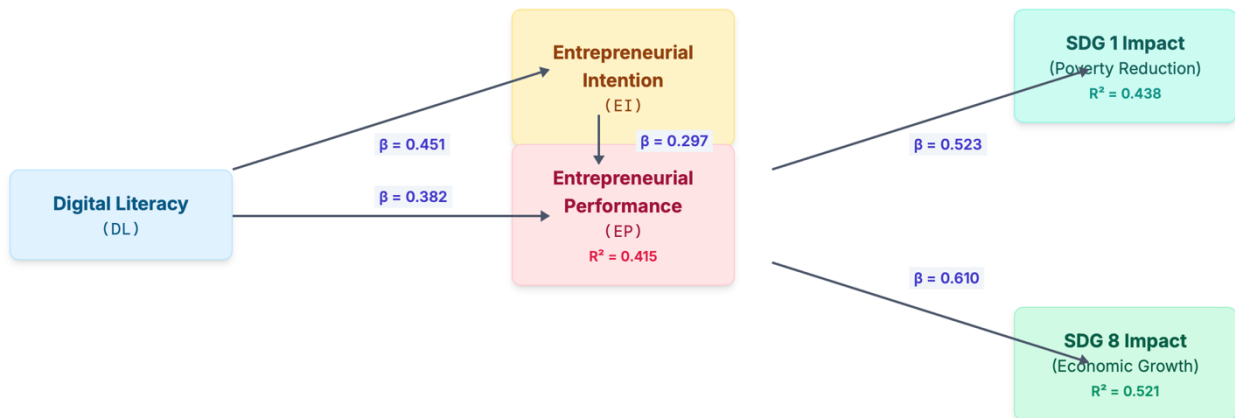 Entrepreneurial
Intention
(EI)
SDG 1 Impact
(Poverty Reduction)
R² = 0.438
β = 0.451
β = 0.297
β = 0.523
Digital Literacy
(DL)
β = 0.382
Entrepreneurial
Performance
(EP)
R² = 0.415
β = 0.610
SDG 8 Impact
(Economic Growth)
R² = 0.521